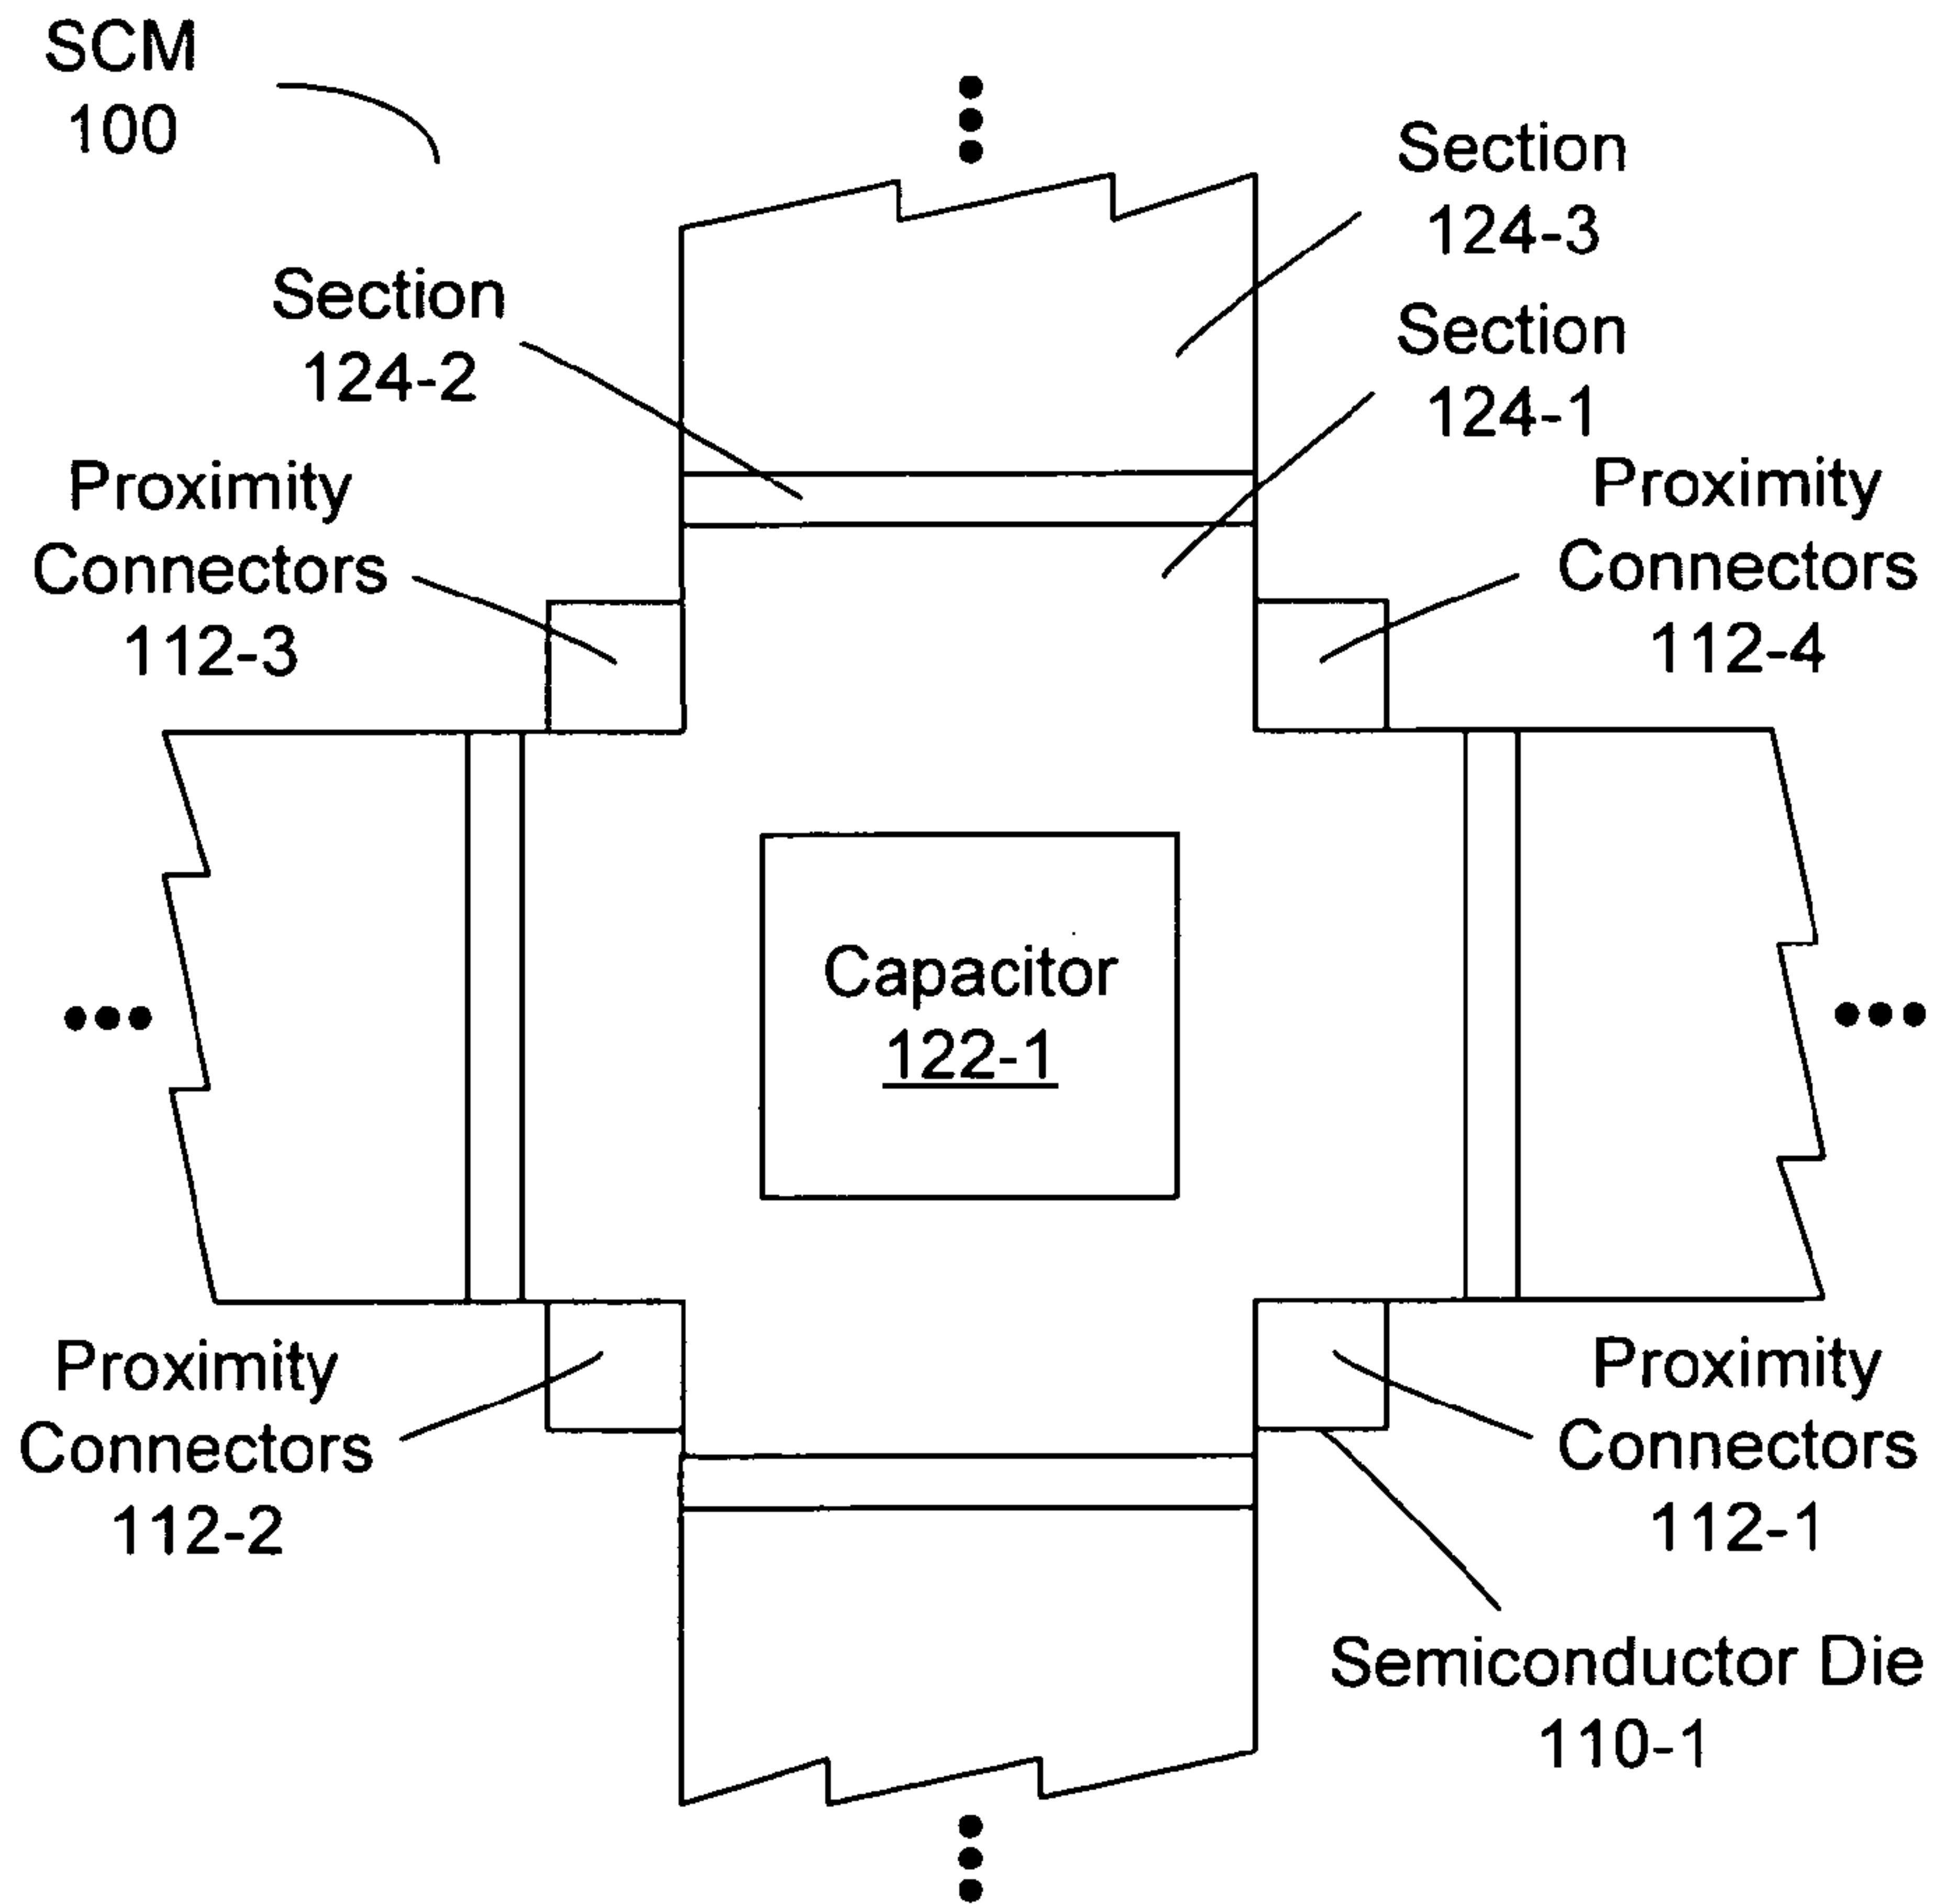 SCM
100
Section
124-3
Section
124-2
Section
124-1
Proximity
Connectors
112-3
Proximity
Connectors
112-4
Capacitor
122-1
Proximity
Connectors
112-2
Proximity
Connectors
112-1
Semiconductor Die
110-1